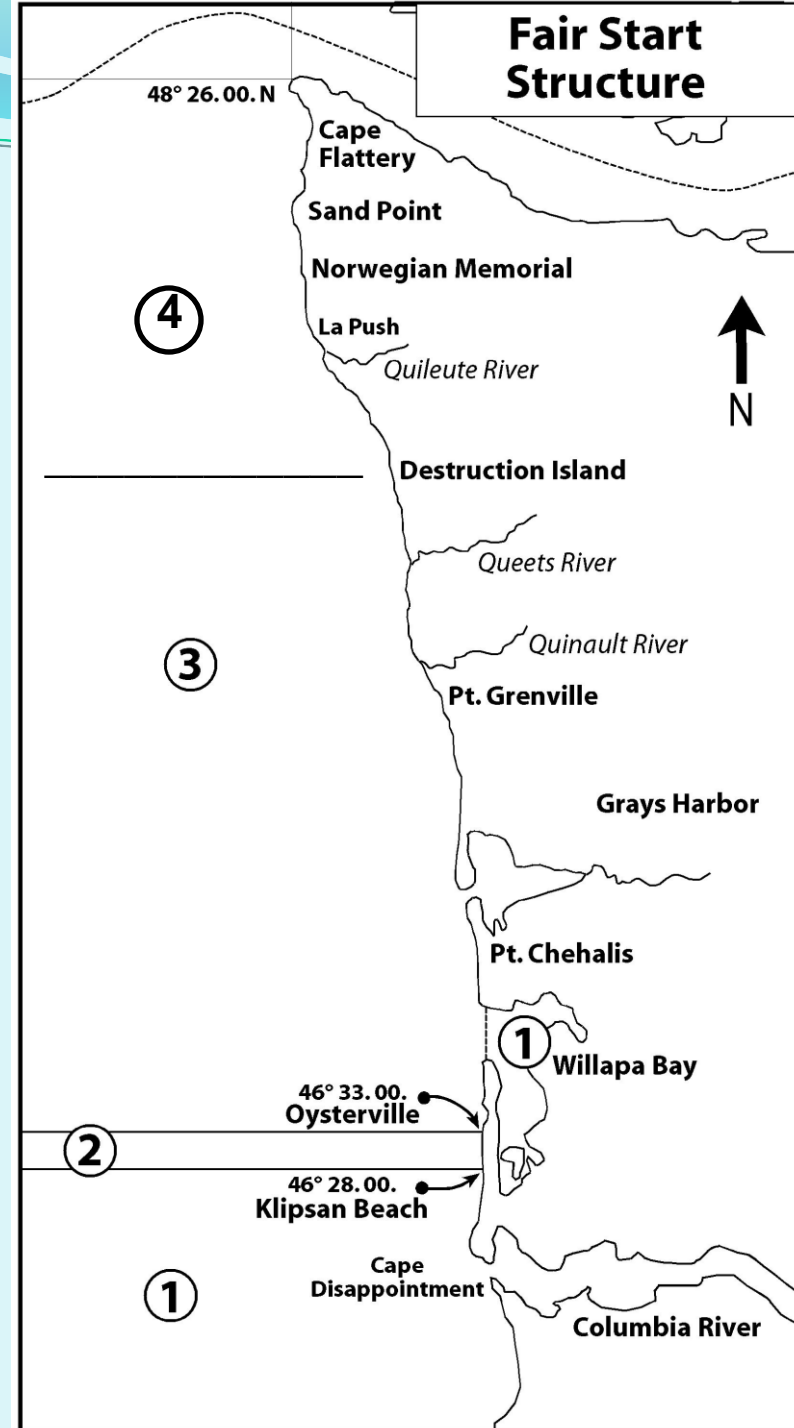 Fair Start
Structure
48° 26. 00. N
Cape
Flattery
Sand Point
Norwegian Memorial
4
La Push
Quileute River
N
Destruction Island
Queets River
Quinault River
3
Pt. Grenville
Grays Harbor
Pt. Chehalis
1
Willapa Bay
46° 33. 00.
Oysterville
2
46° 28. 00.
Klipsan Beach
Cape
Disappointment
1
Columbia River